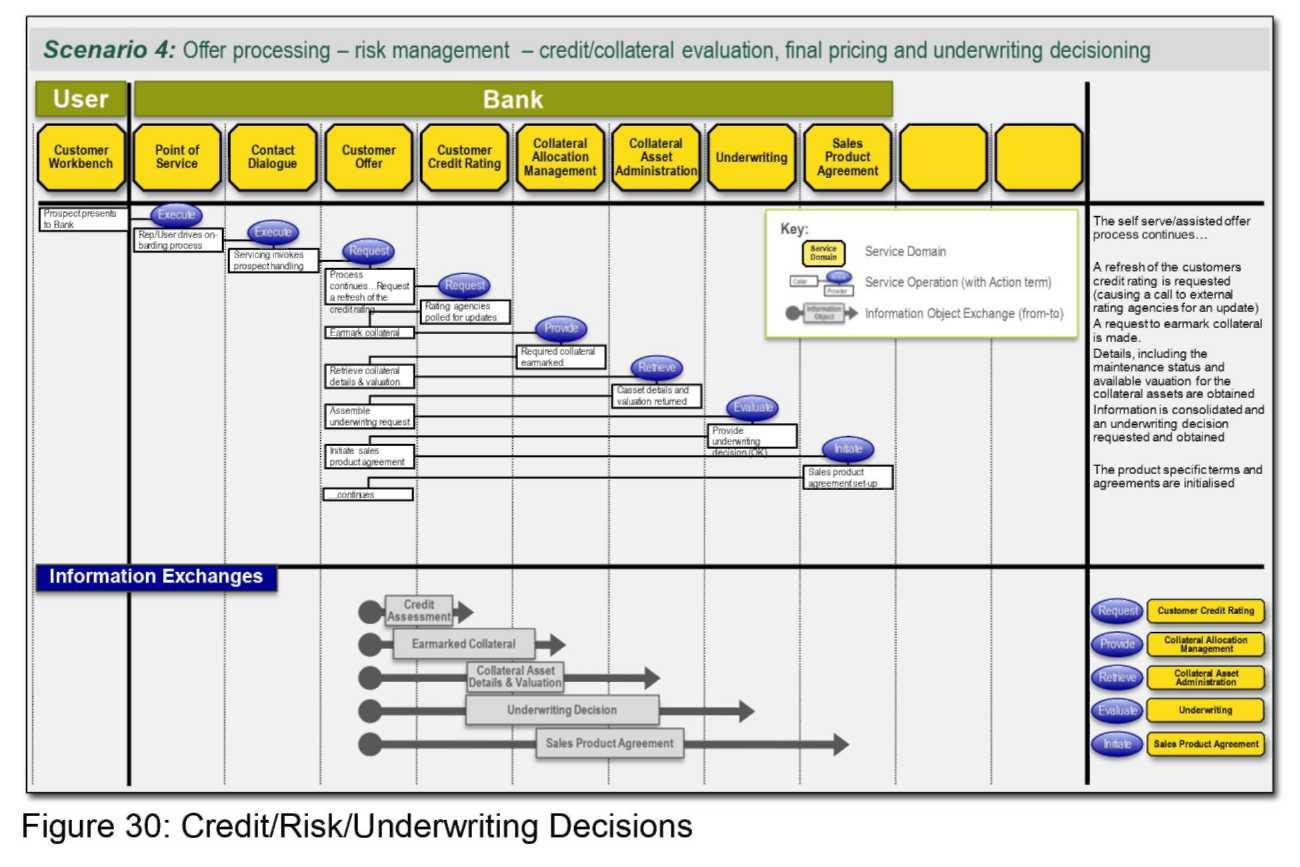 Scenario 4: Offer processing – risk management – credit/collateral evaluation, final pricing and underwriting decisioning
User
Bank
Customer
Workbench
Point of
Service
Contact
Dialogue
Customer
Offer
Customer
Credit Rating
Collateral
Allocation
Management
Collateral
Asset
Administration
Underwriting
Sales
Product
Agreement
Prospect presents
to Bank
Execute
Rep/User drives on-
barding process
Execute
Servicing invokes
prospect handling
Request
Process
continues...Request
a refresh of the
credit rating
Request
Rating agencies
polled for updates
Earmark collateral
Provide
Required collateral
earmarked
Retrieve collateral
details & valuation
Retrieve
Casset details and
valuation returned
Assemble
underwriting request
Evaluate
Provide
underwriting
decision (OK)
Initiate sales
product agreement
Initiate
Sales product
agreement set-up
...continues
Key:
Service
Domain
Service Domain
Provider
Service Operation (with Action term)
Information
Object
Information Object Exchange (from-to)
The self serve/assisted offer
process continues...
A refresh of the customers
credit rating is requested
(causing a call to external
rating agencies for an update)
A request to earmark collateral
is made.
Details, including the
maintenance status and
available vauation for the
collateral assets are obtained
Information is consolidated and
an underwriting decision
requested and obtained
The product specific terms and
agreements are initialised
Information Exchanges
Credit
Assessment
Earmarked Collateral
Collateral Asset
Details & Valuation
Underwriting Decision
Sales Product Agreement
Request
Customer Credit Rating
Provide
Collateral Allocation
Management
Retrieve
Collateral Asset
Administration
Evaluate
Underwriting
Initiate
Sales Product Agreement
Figure 30: Credit/Risk/Underwriting Decisions